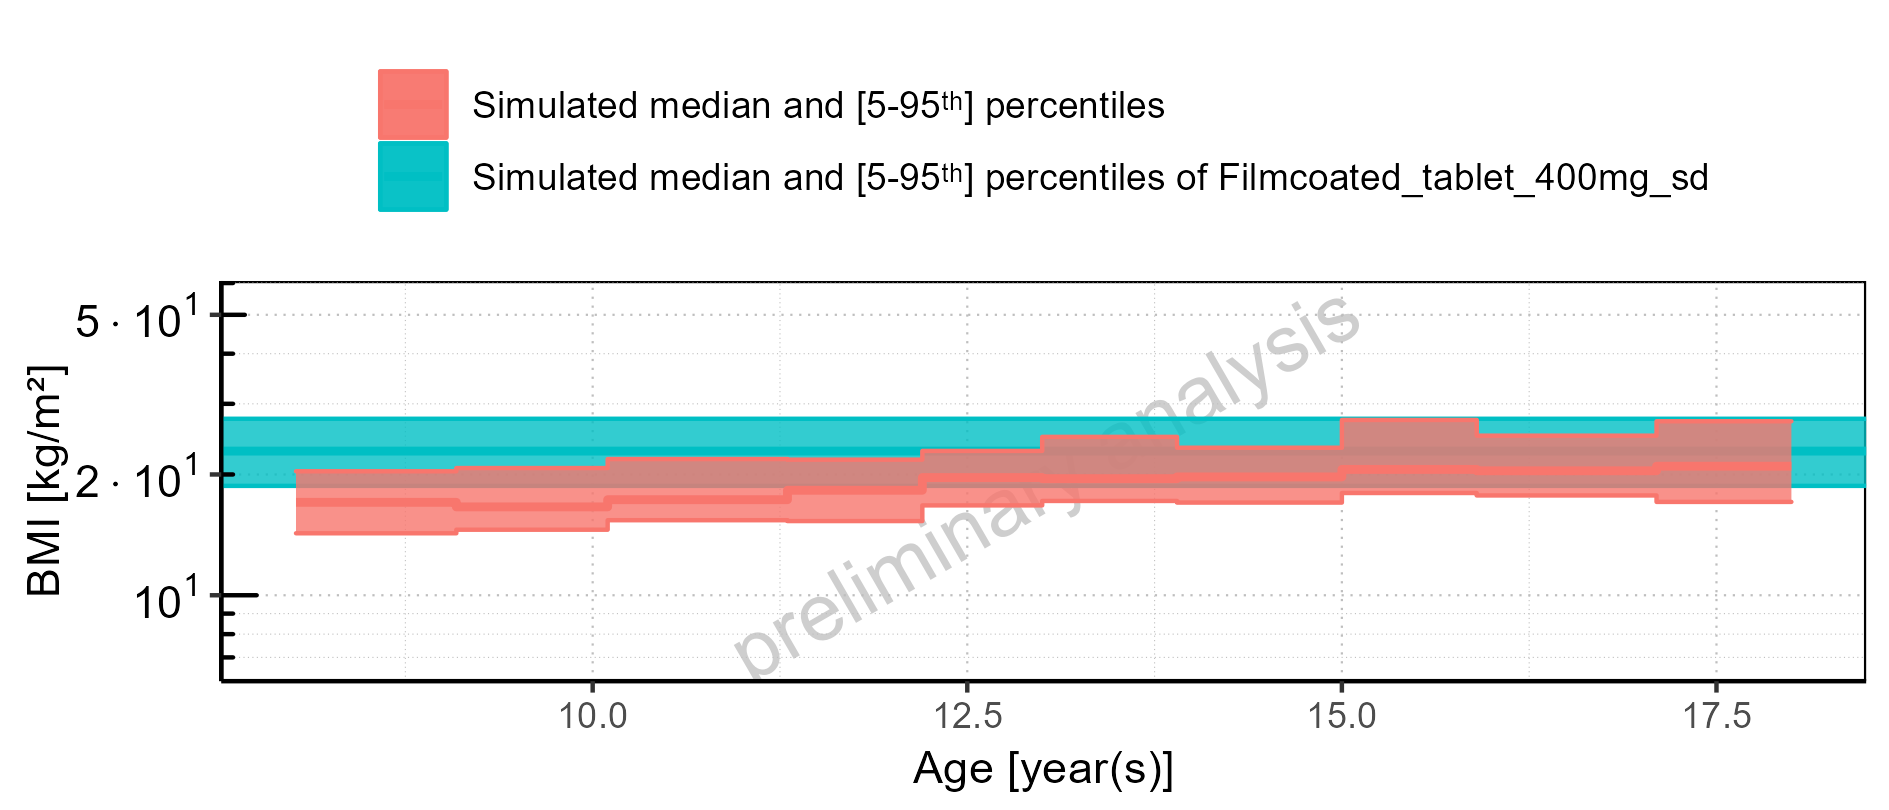 Simulated median and [5-95ᵗʰ] percentiles
Simulated median and [5-95ᵗʰ] percentiles of Filmcoated_tablet_400mg_sd
5 · 10¹
2 · 10¹
10¹
BMI [kg/m²]
preliminary analysis
10.0 12.5 15.0 17.5
Age [year(s)]